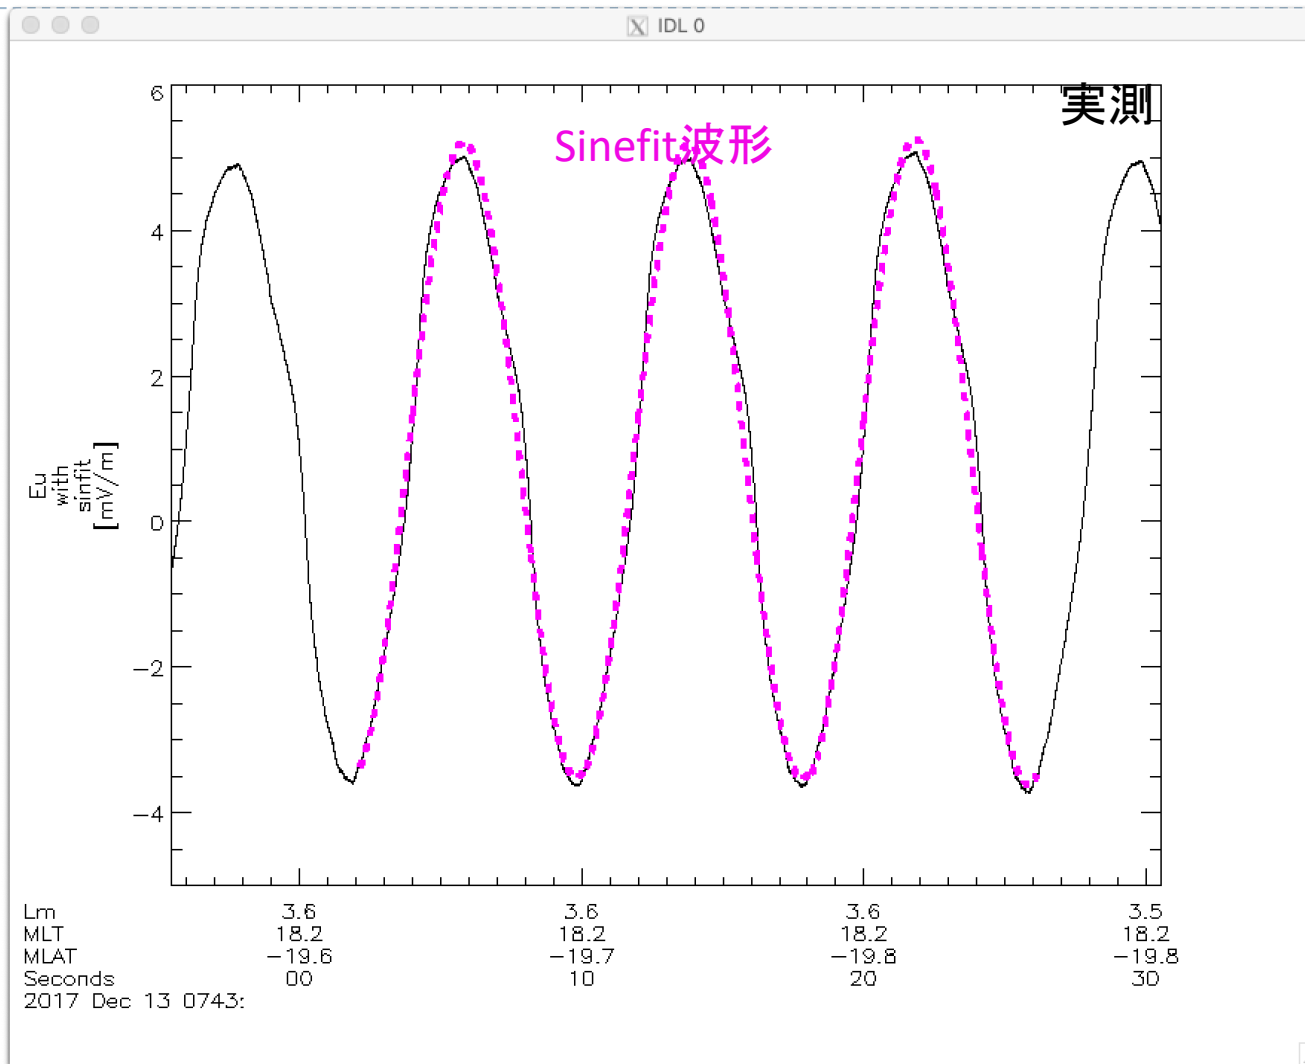 IDL 0
6
実測
Sinefit波形
4
2
0
−2
−4
Eu
with
sinfit
[mV/m]
Lm 3.6 3.6 3.6 3.5
MLT 18.2 18.2 18.2 18.2
MLAT −19.6 −19.7 −19.8 −19.8
Seconds 00 10 20 30
2017 Dec 13 0743: